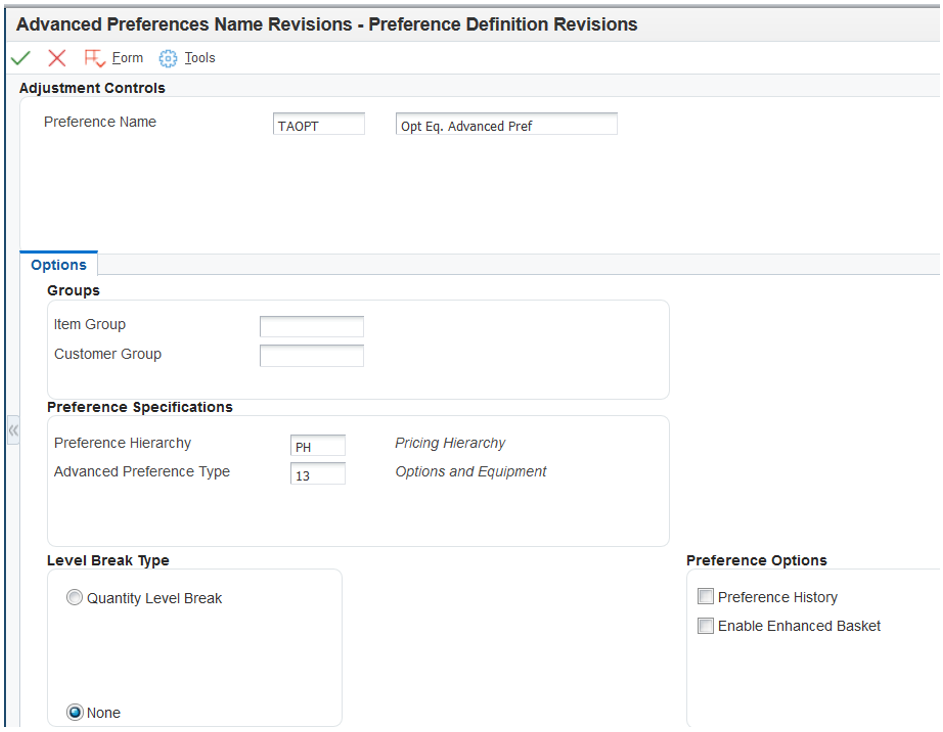 Advanced Preferences Name Revisions - Preference Definition Revisions
Form Tools
Adjustment Controls
Preference Name TAOPT Opt Eq. Advanced Pref
Options
Groups
Item Group
Customer Group
Preference Specifications
Preference Hierarchy PH Pricing Hierarchy
Advanced Preference Type 13 Options and Equipment
Level Break Type Preference Options
Quantity Level Break Preference History
Enable Enhanced Basket
None